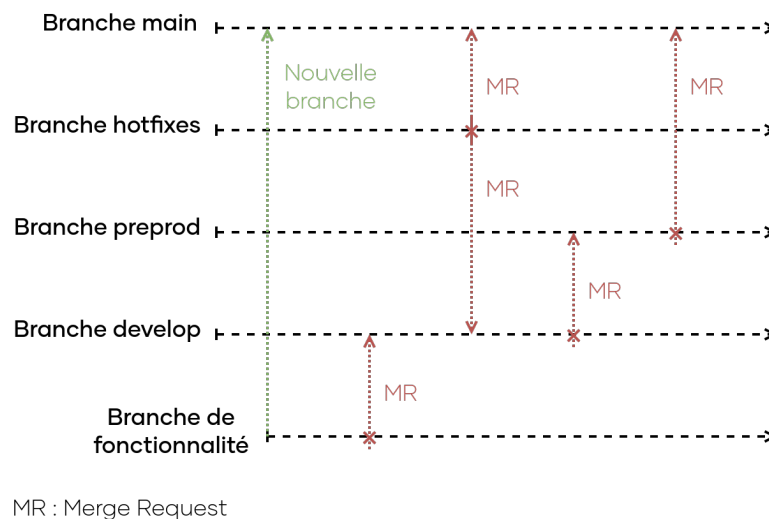 Branche main
Nouvelle
branche
MR
MR
Branche hotfixes
MR
Branche preprod
MR
Branche develop
MR
Branche de
fonctionnalité
MR : Merge Request